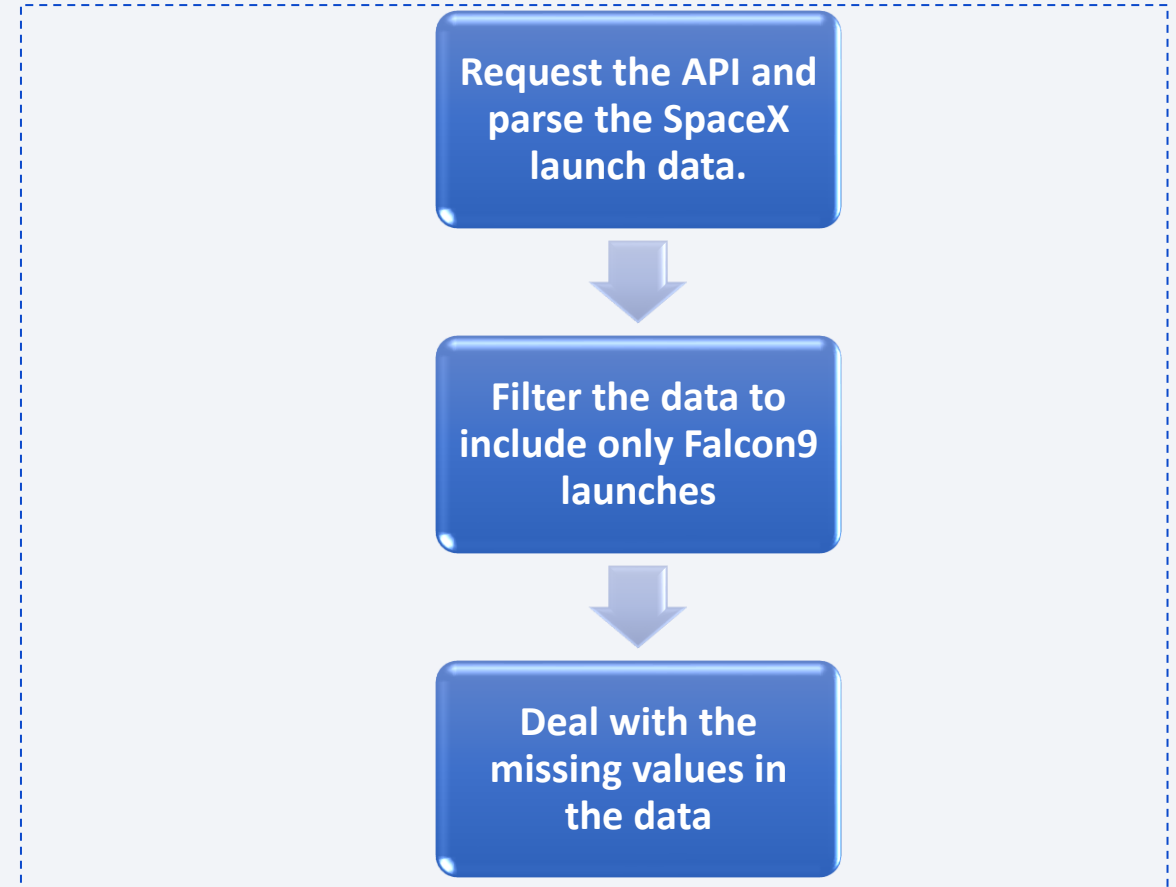 Request the API and
parse the SpaceX
launch data.
Filter the data to
include only Falcon9
launches
Deal with the
missing values in
the data